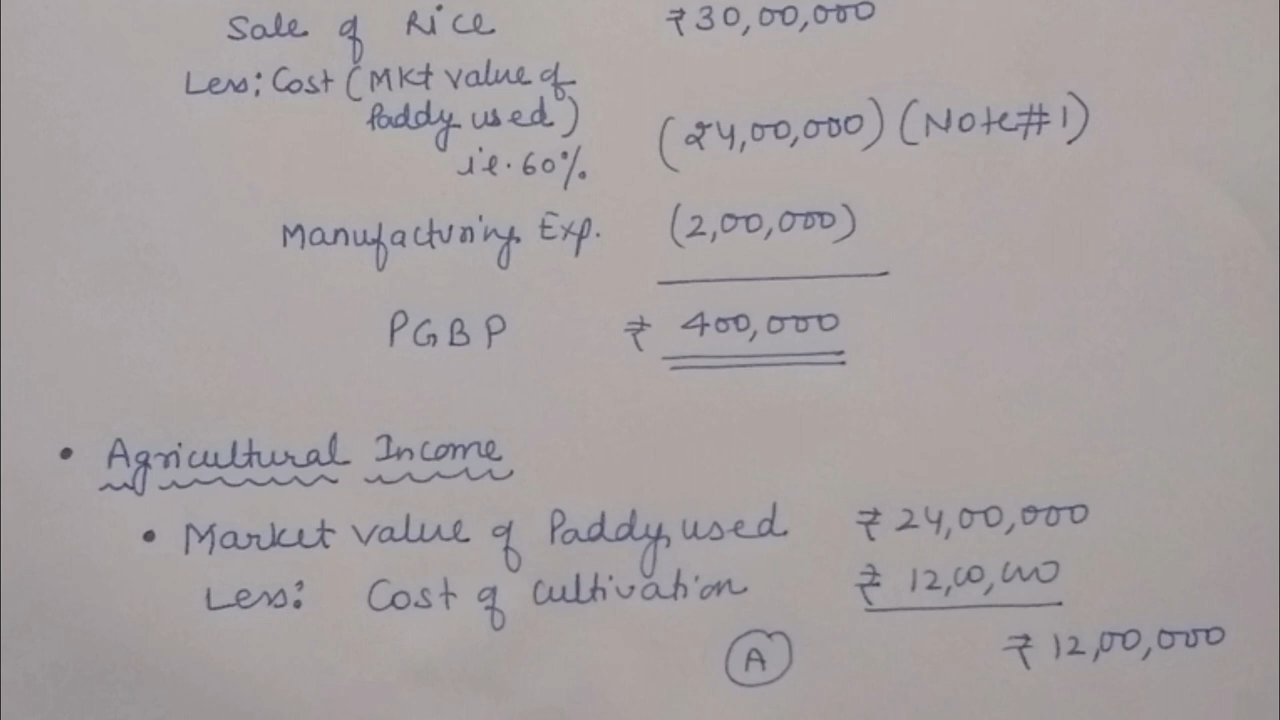 Sale of Rice ₹30,00,000
Less: Cost (Mkt value of
Paddy used) (24,00,000) (Note#1)
i.e. 60%
Manufacturing Exp. (2,00,000)
PGBP ₹ 400,000
• Agricultural Income
• Market value of Paddy used ₹ 24,00,000
Less: Cost of cultivation ₹ 12,00,000
A ₹ 12,00,000